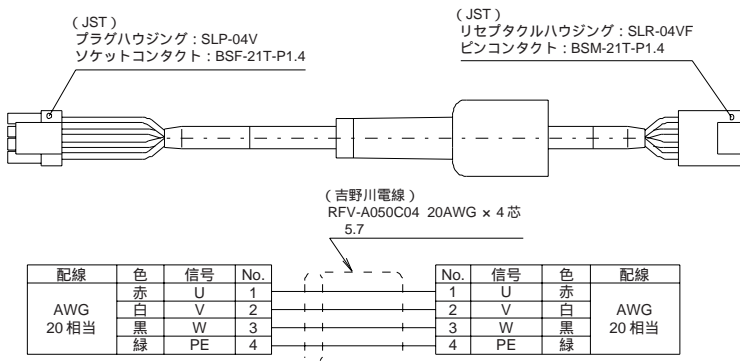 (JST)
プラグハウジング：SLP-04V
ソケットコンタクト：BSF-21T-P1.4
(JST)
リセプタクルハウジング：SLR-04VF
ピンコンタクト：BSM-21T-P1.4
(吉野川電線)
RFV-A050C04 20AWG × 4芯
5.7
配線 色 信号 No.
AWG 20相当
赤 U 1
白 V 2
黒 W 3
緑 PE 4
No. 信号 色 配線
1 U 赤
2 V 白
3 W 黒
4 PE 緑
AWG 20相当